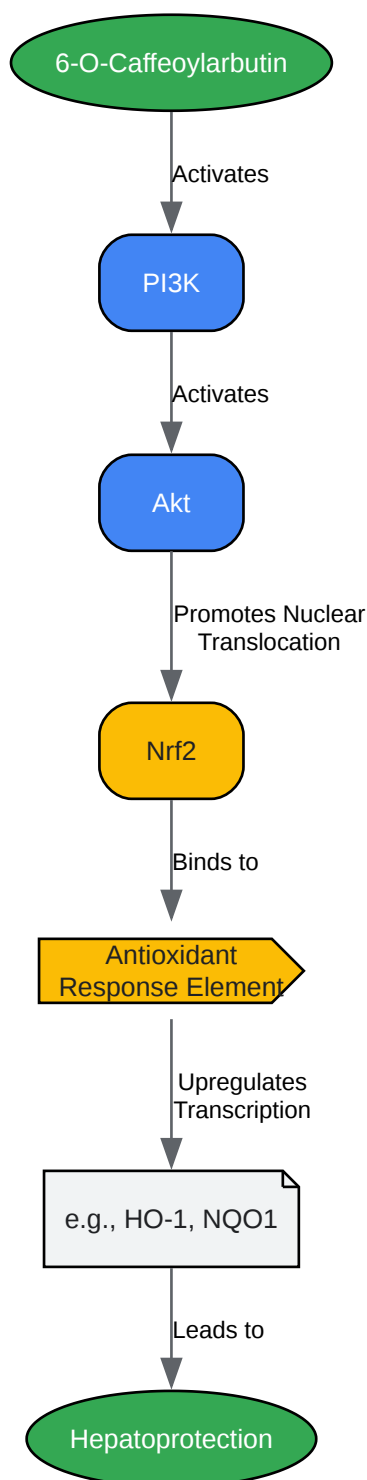 6-O-Caffeoylarbutin
Activates
PI3K
Activates
Akt
Promotes Nuclear
Translocation
Nrf2
Binds to
Antioxidant
Response Element
Upregulates
Transcription
e.g., HO-1, NQO1
Leads to
Hepatoprotection